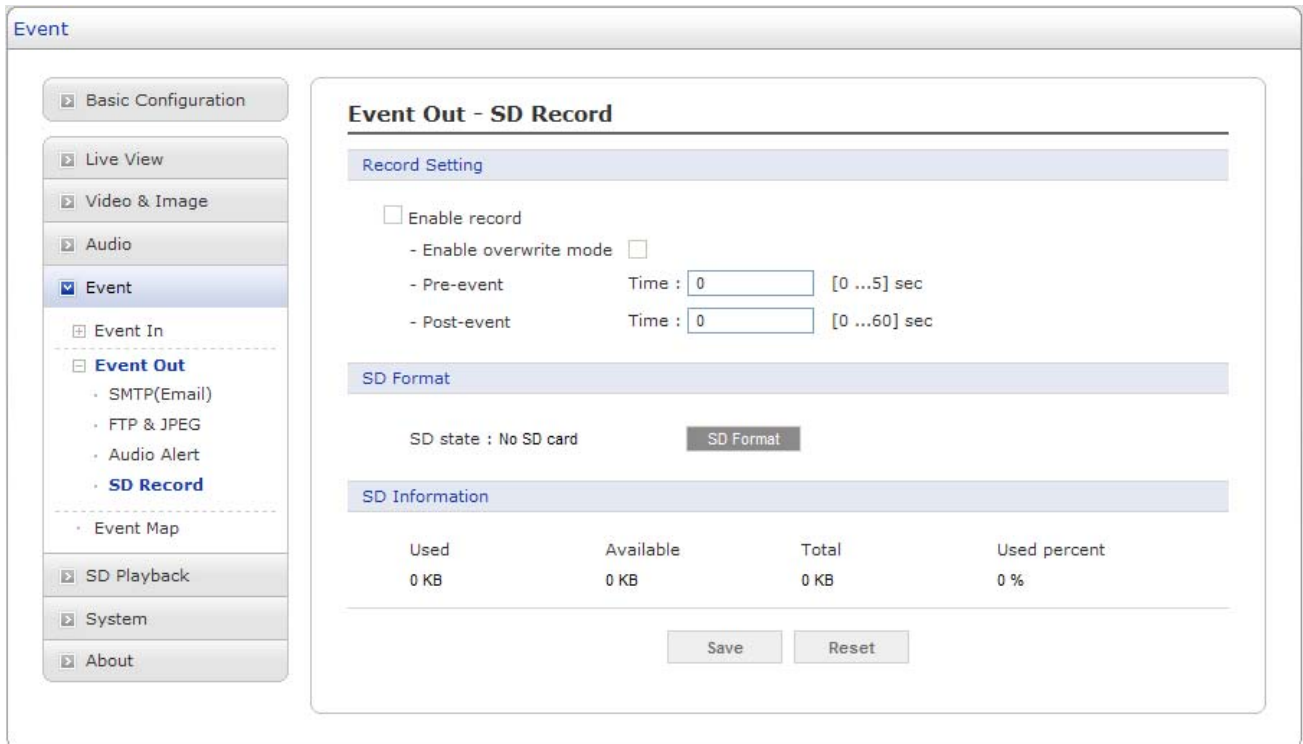 Event
Basic Configuration
Live View
Video & Image
Audio
Event
Event In
Event Out
SMTP(Email)
FTP & JPEG
Audio Alert
SD Record
Event Map
SD Playback
System
About
Event Out - SD Record
Record Setting
Enable record
- Enable overwrite mode
- Pre-event Time : 0 [0 ...5] sec
- Post-event Time : 0 [0 ...60] sec
SD Format
SD state : No SD card SD Format
SD Information
Used Available Total Used percent
0 KB 0 KB 0 KB 0 %
Save Reset